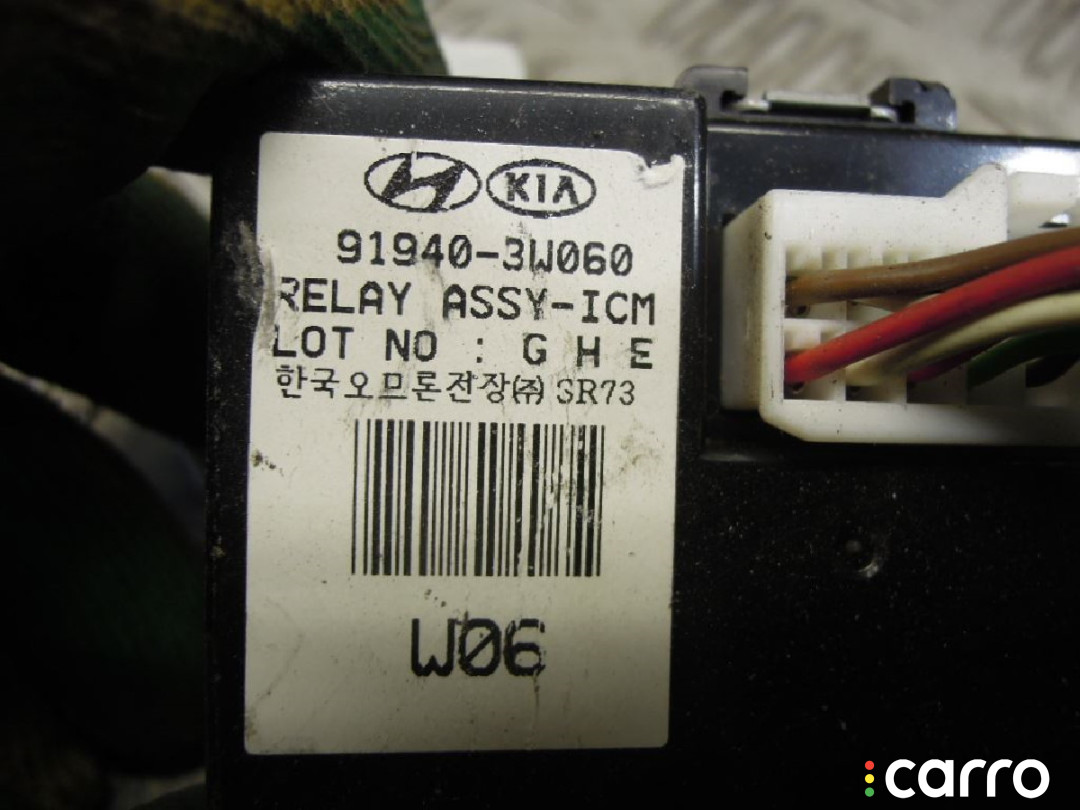 KIA
91940-3W060
RELAY ASSY-ICM
LOT NO : G H E
한국오므론전장㈜ SR73
W06
carro